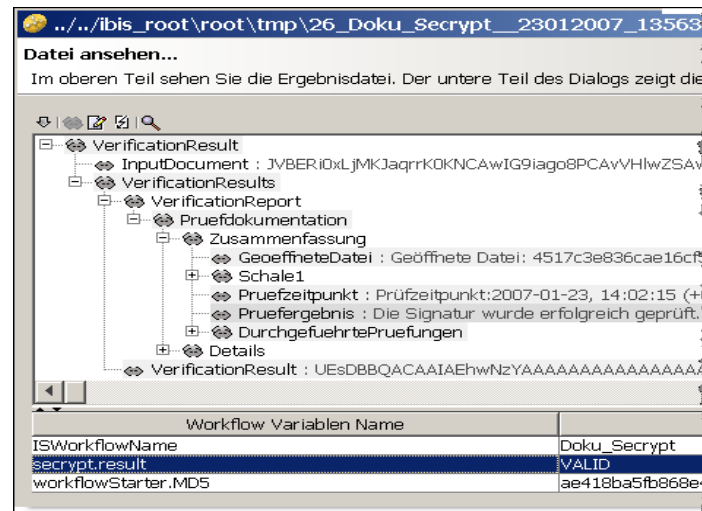 ../../ibis_root\root\tmp\26_Doku_Secrypt__23012007_13563
Datei ansehen...
Im oberen Teil sehen Sie die Ergebnisdatei. Der untere Teil des Dialogs zeigt die
VerificationResult
InputDocument : JVBERi0xLjMKJaqrrK0KNCAwIG9iago8PCAvVHlwZSAv
VerificationResults
VerificationReport
Pruefdokumentation
Zusammenfassung
GeoeffneteDatei : Geöffnete Datei: 4517c3e836cae16cf5
Schale1
Pruefzeitpunkt : Prüfzeitpunkt:2007-01-23, 14:02:15 (+
Pruefergebnis : Die Signatur wurde erfolgreich geprüft.
DurchgefuehrtePruefungen
Details
VerificationResult : UEsDBBQACAAIAEhwNzYAAAAAAAAAAAAAAA
Workflow Variablen Name
ISWorkflowName Doku_Secrypt
secrypt.result VALID
workflowStarter.MD5 ae418ba5fb868e